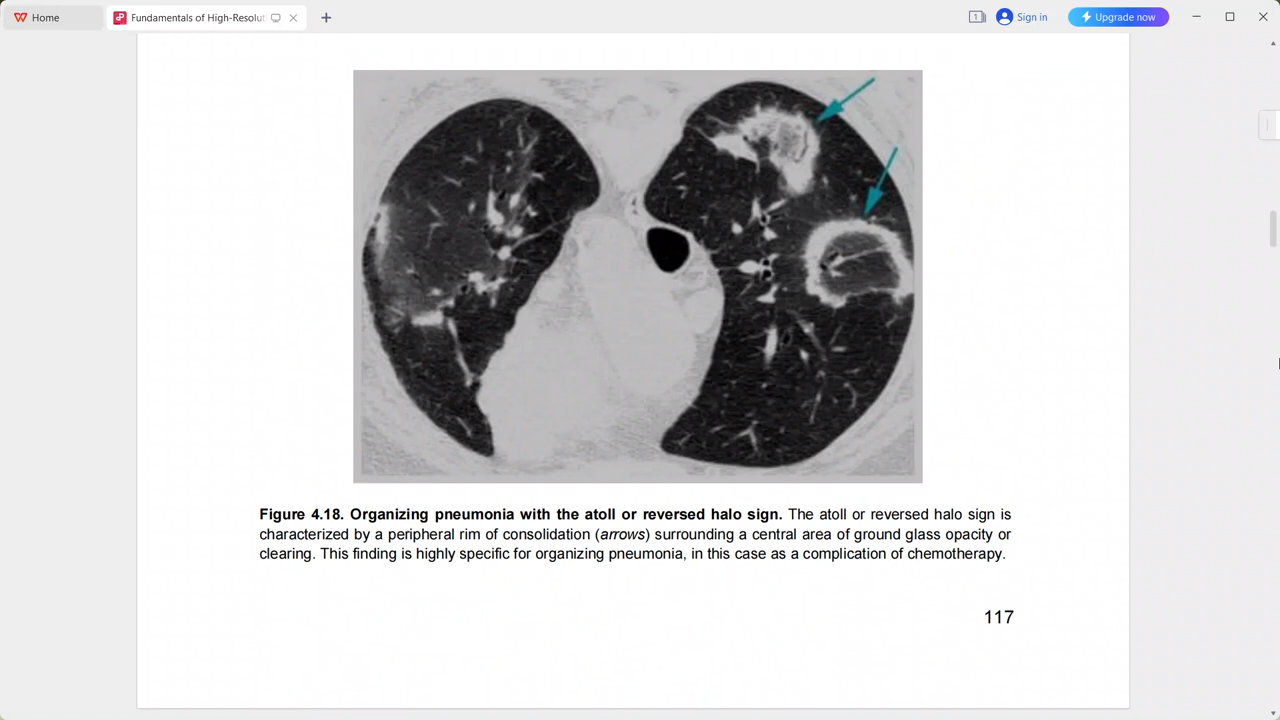 Home
Fundamentals of High-Resolut
1
Sign in
Upgrade now
Figure 4.18. Organizing pneumonia with the atoll or reversed halo sign. The atoll or reversed halo sign is
characterized by a peripheral rim of consolidation (arrows) surrounding a central area of ground glass opacity or
clearing. This finding is highly specific for organizing pneumonia, in this case as a complication of chemotherapy.
117